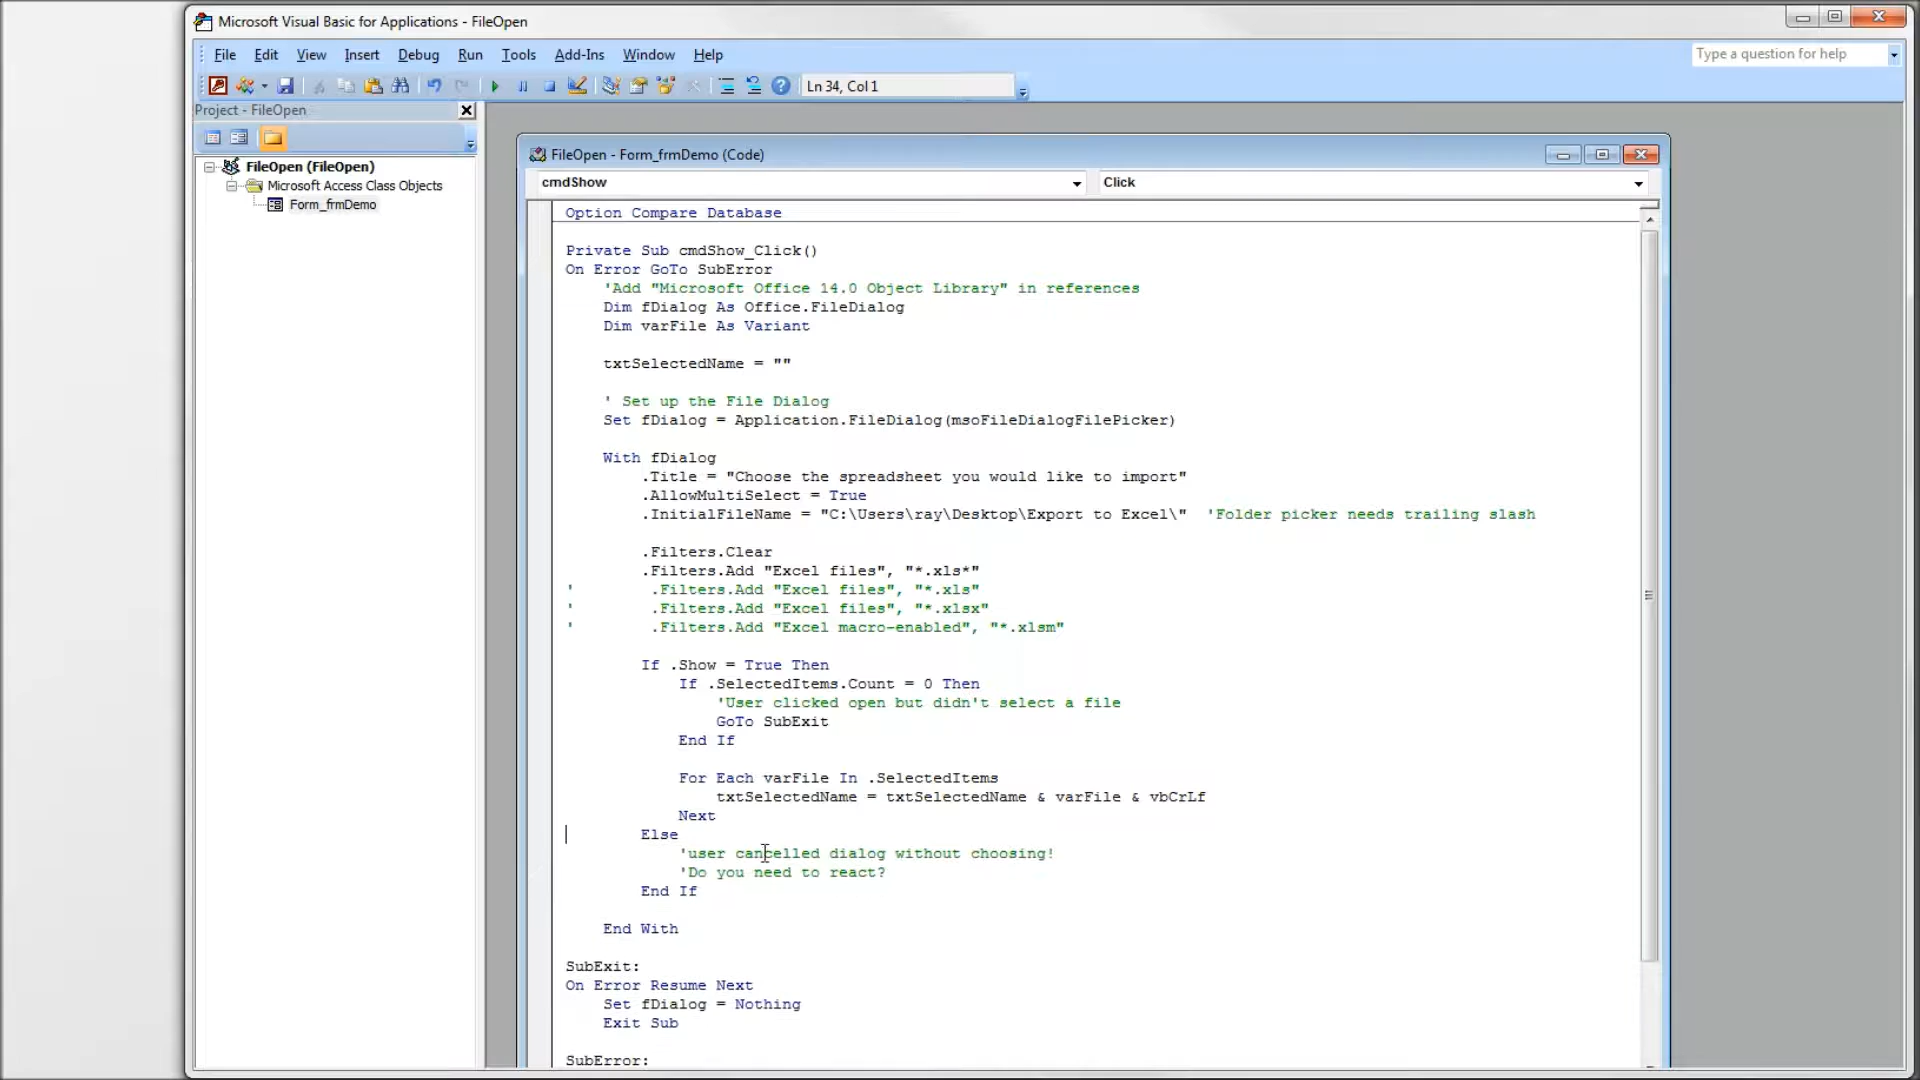 Microsoft Visual Basic for Applications - FileOpen
File Edit View Insert Debug Run Tools Add-Ins Window Help
Type a question for help
Ln 34, Col 1
Project - FileOpen
FileOpen (FileOpen)
Microsoft Access Class Objects
Form_frmDemo
FileOpen - Form_frmDemo (Code)
cmdShow
Click
Option Compare Database
Private Sub cmdShow_Click()
On Error GoTo SubError
'Add "Microsoft Office 14.0 Object Library" in references
Dim fDialog As Office.FileDialog
Dim varFile As Variant
txtSelectedName = ""
' Set up the File Dialog
Set fDialog = Application.FileDialog(msoFileDialogFilePicker)
With fDialog
.Title = "Choose the spreadsheet you would like to import"
.AllowMultiSelect = True
.InitialFileName = "C:\Users\ray\Desktop\Export to Excel\" 'Folder picker needs trailing slash
.Filters.Clear
.Filters.Add "Excel files", "*.xls*"
' .Filters.Add "Excel files", "*.xls"
' .Filters.Add "Excel files", "*.xlsx"
' .Filters.Add "Excel macro-enabled", "*.xlsm"
If .Show = True Then
If .SelectedItems.Count = 0 Then
'User clicked open but didn't select a file
GoTo SubExit
End If
For Each varFile In .SelectedItems
txtSelectedName = txtSelectedName & varFile & vbCrLf
Next
Else
'user cancelled dialog without choosing!
'Do you need to react?
End If
End With
SubExit:
On Error Resume Next
Set fDialog = Nothing
Exit Sub
SubError: